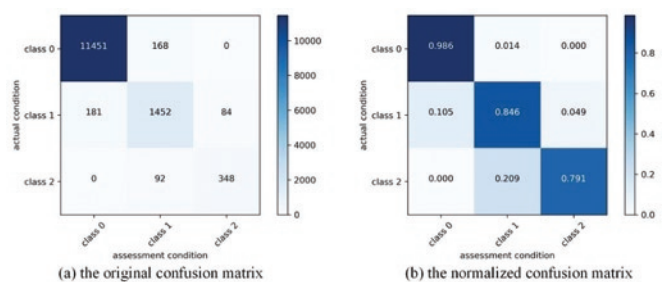 class 0
class 1
class 2
actual condition
11451 168 0
181 1452 84
0 92 348
class 0 class 1 class 2
assessment condition
10000
8000
6000
4000
2000
0
(a) the original confusion matrix
class 0
class 1
class 2
actual condition
0.986 0.014 0.000
0.105 0.846 0.049
0.000 0.209 0.791
class 0 class 1 class 2
assessment condition
0.8
0.6
0.4
0.2
0.0
(b) the normalized confusion matrix